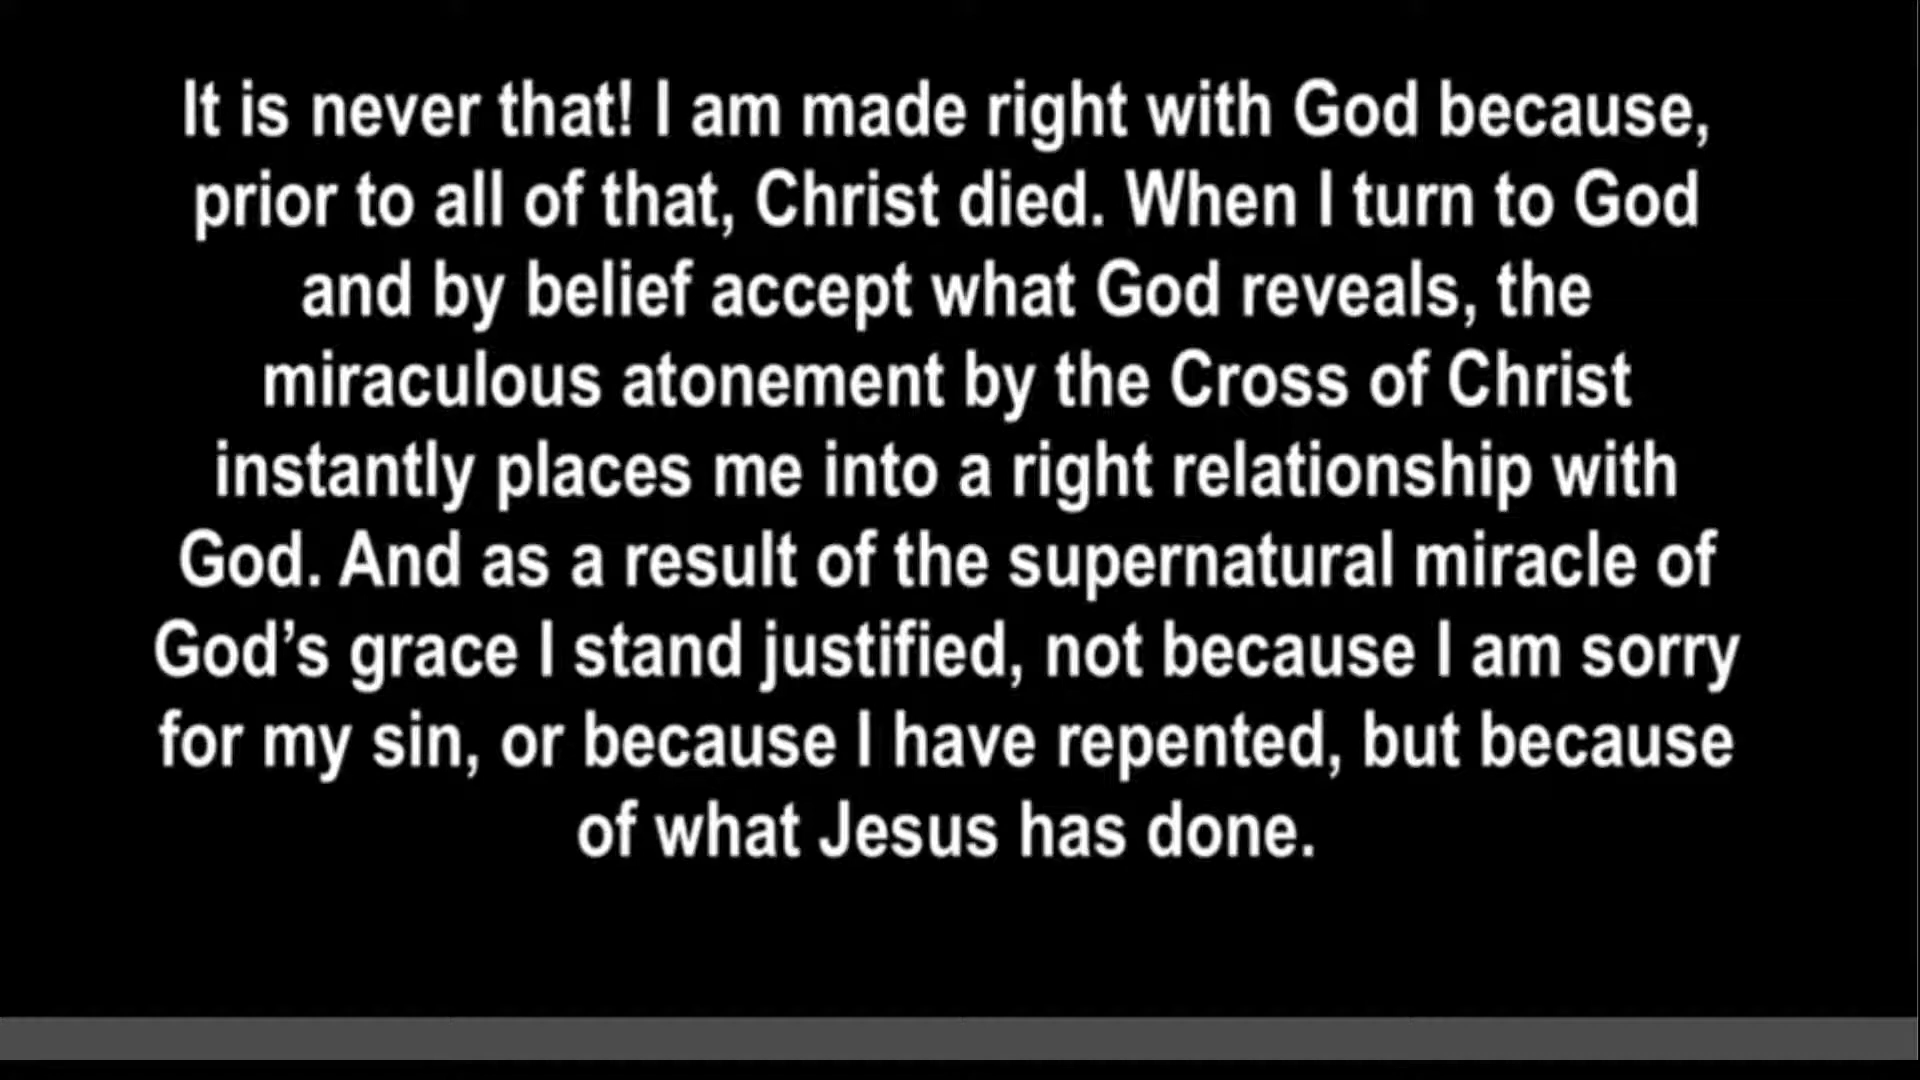 It is never that! I am made right with God because,
prior to all of that, Christ died. When I turn to God
and by belief accept what God reveals, the
miraculous atonement by the Cross of Christ
instantly places me into a right relationship with
God. And as a result of the supernatural miracle of
God’s grace I stand justified, not because I am sorry
for my sin, or because I have repented, but because
of what Jesus has done.